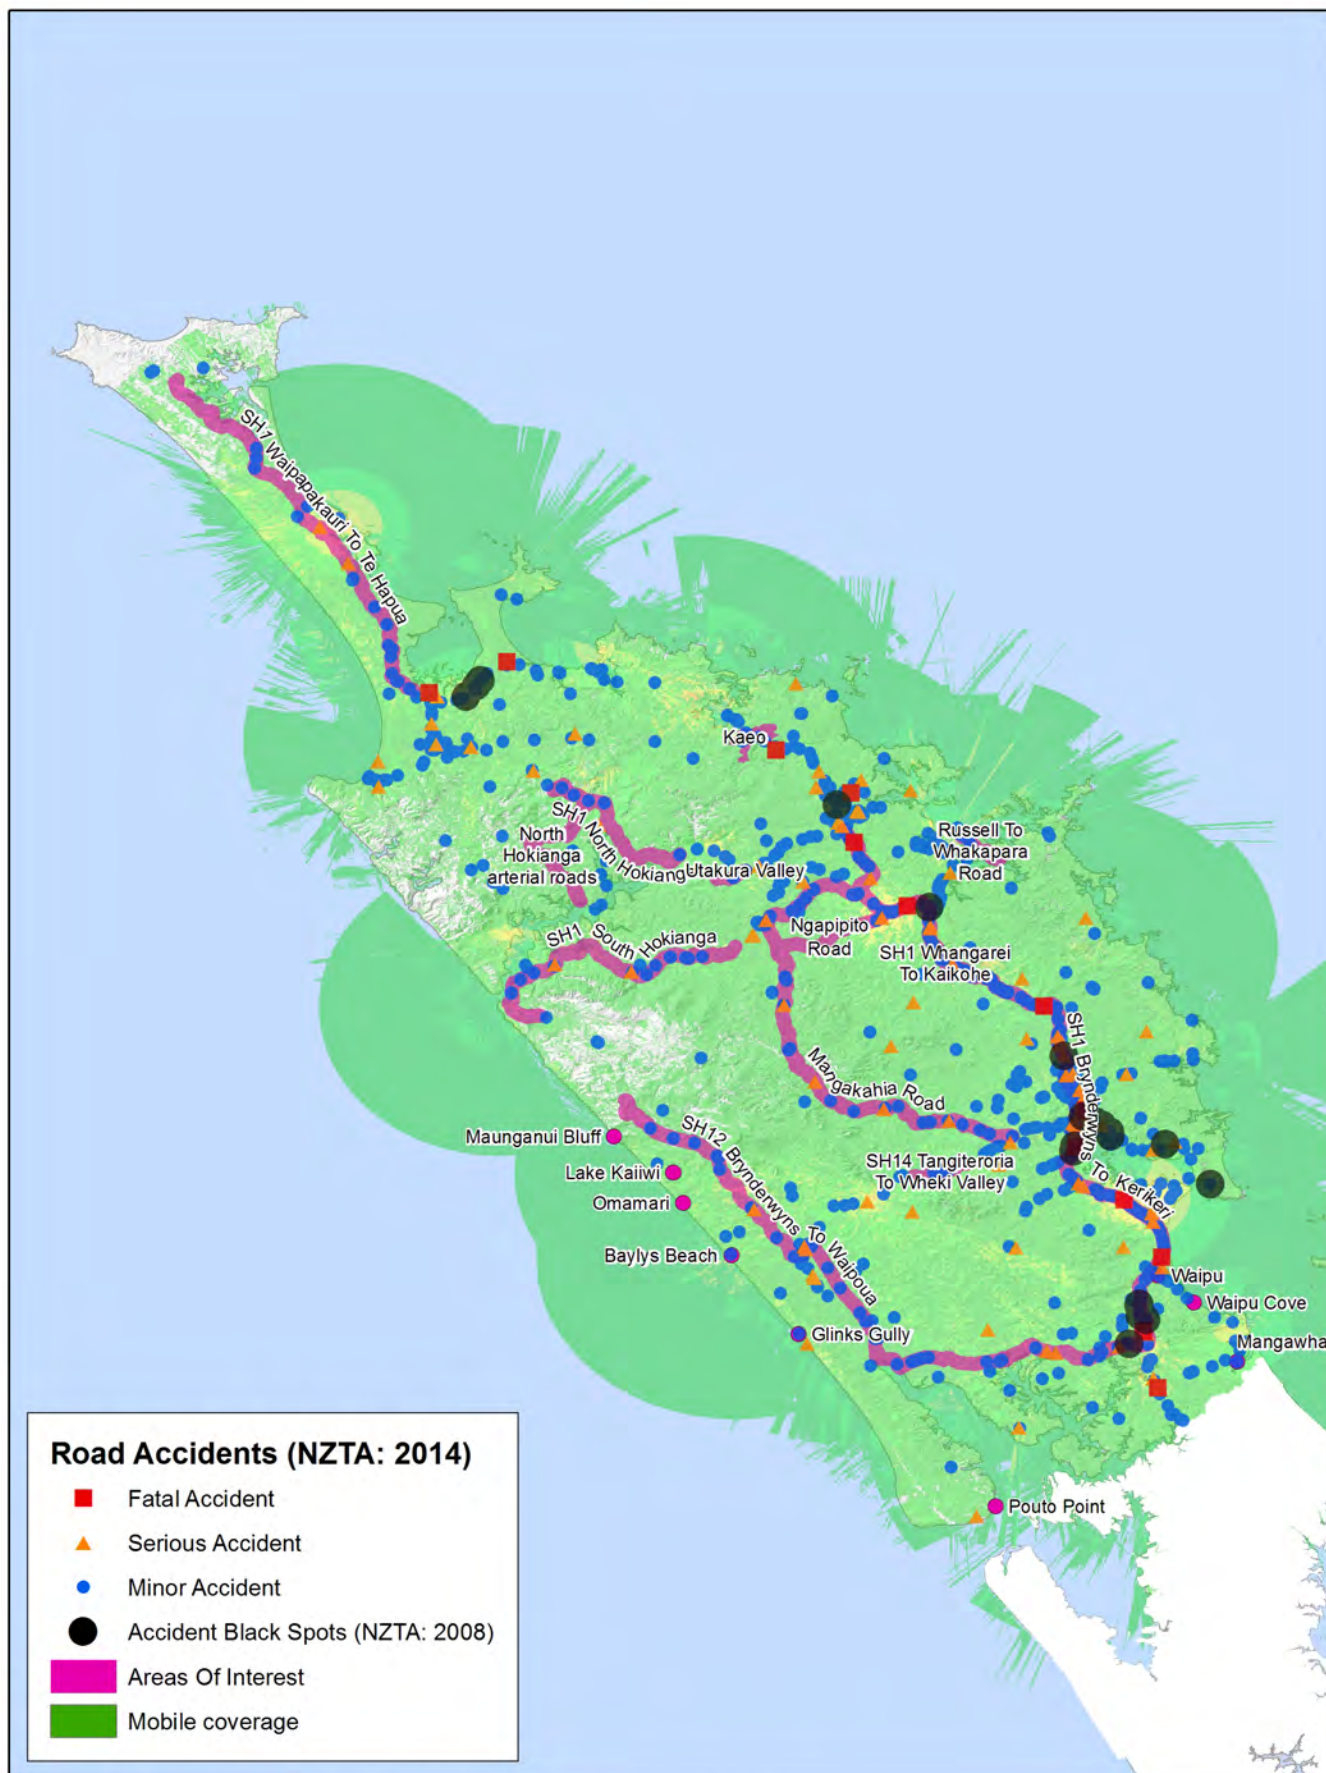 SH1 Waipapakauri To Te Hapua
Kaeo
SH1 North Hokianga
North
Hokianga
arterial roads
Utakura Valley
Russell To
Whakapara
Road
SH1 South Hokianga
Ngapipito
Road
SH1 Whangarei
To Kaikohe
SH1 Brynderwyns To Kerikeri
Mangakahia Road
SH14 Tangiteroria
To Wheki Valley
SH12 Brynderwyns To Waipoua
Maunganui Bluff
Lake Kaiiwi
Omamari
Baylys Beach
Glinks Gully
Waipu
Waipu Cove
Mangawha
Pouto Point
Road Accidents (NZTA: 2014)
Fatal Accident
Serious Accident
Minor Accident
Accident Black Spots (NZTA: 2008)
Areas Of Interest
Mobile coverage